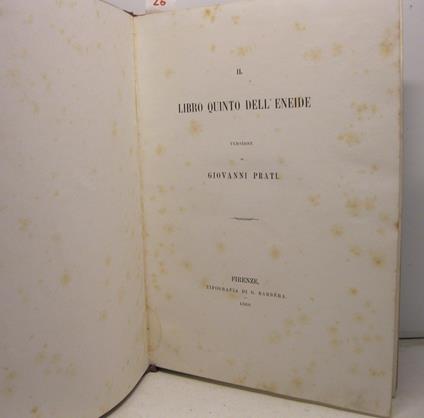 26
IL
LIBRO QUINTO DELL' ENEIDE
VERSIONE
DI
GIOVANNI PRATI.
FIRENZE,
TIPOGRAFIA DI G. BARBÈRA.